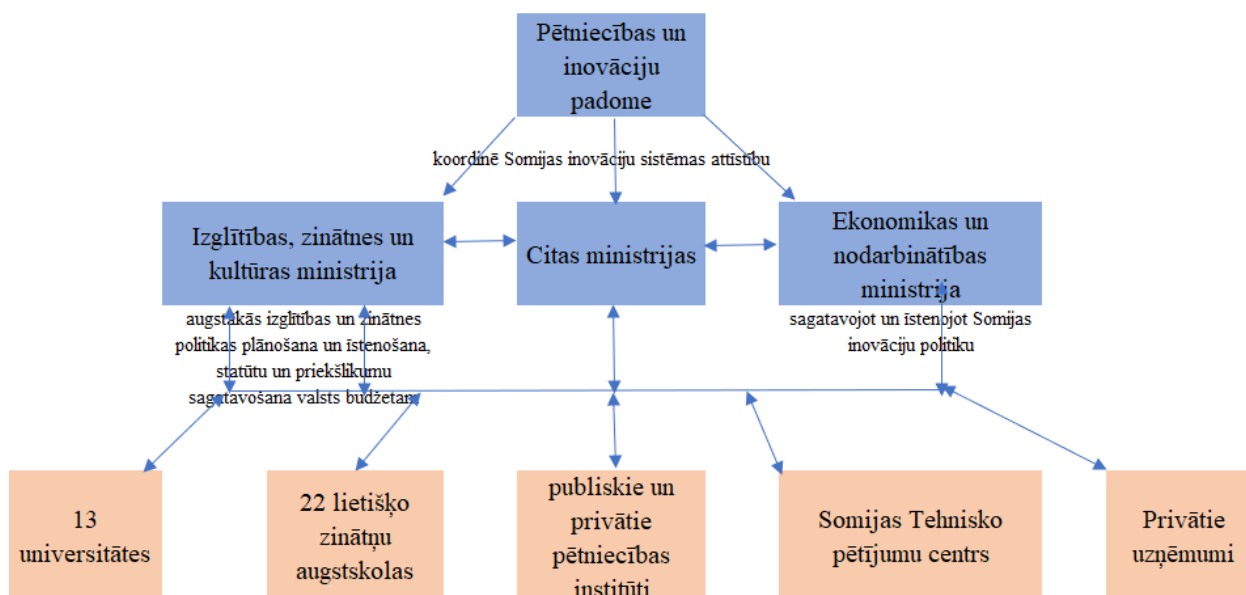 Pētniecības un
inovāciju
padome
koordinē Somijas inovāciju sistēmas attīstību
Izglītības, zinātnes un
kultūras ministrija
Citas ministrijas
Ekonomikas un
nodarbinātības
ministrija
augstākās izglītības un zinātnes
politikas plānošana un īstenošana,
statūtu un priekšlikumu
sagatavošana valsts budžetam
sagatavojot un īstenojot Somijas
inovāciju politiku
13
universitātes
22 lietišķo
zinātņu
augstskolas
publiskie un
privātie
pētniecības
institūti
Somijas Tehnisko
pētījumu centrs
Privātie
uzņēmumi